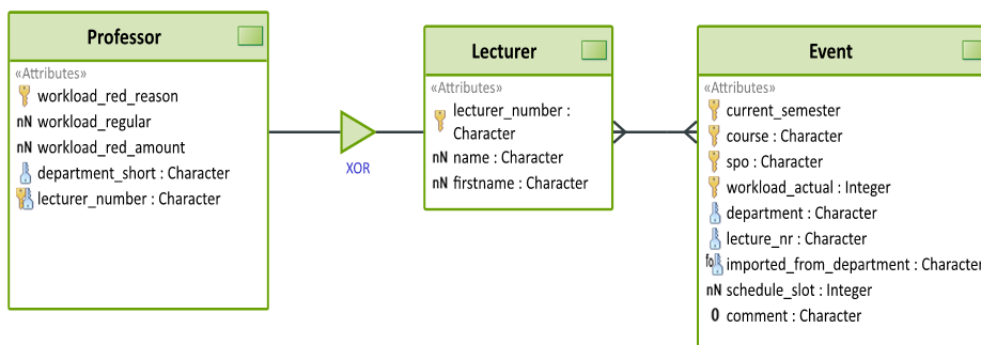 Professor
«Attributes»
workload_red_reason
nN workload_regular
nN workload_red_amount
department_short : Character
lecturer_number : Character
XOR
Lecturer
«Attributes»
lecturer_number :
Character
nN name : Character
nN firstname : Character
Event
«Attributes»
current_semester
course : Character
spo : Character
workload_actual : Integer
department : Character
lecture_nr : Character
imported_from_department : Character
nN schedule_slot : Integer
0 comment : Character